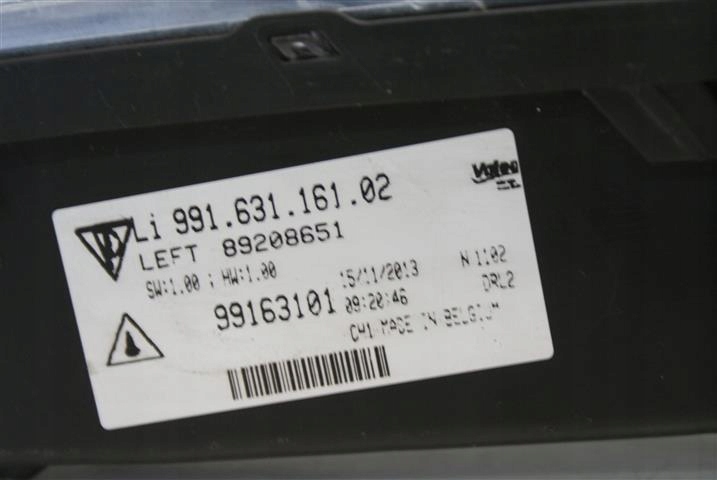 Valeo
Li 991.631.161.02
LEFT 89208651
SW:1.00 ; HW:1.00 15/11/2013 N 1102
99163101 09:20:46 DRL2
MADE IN BELGIUM